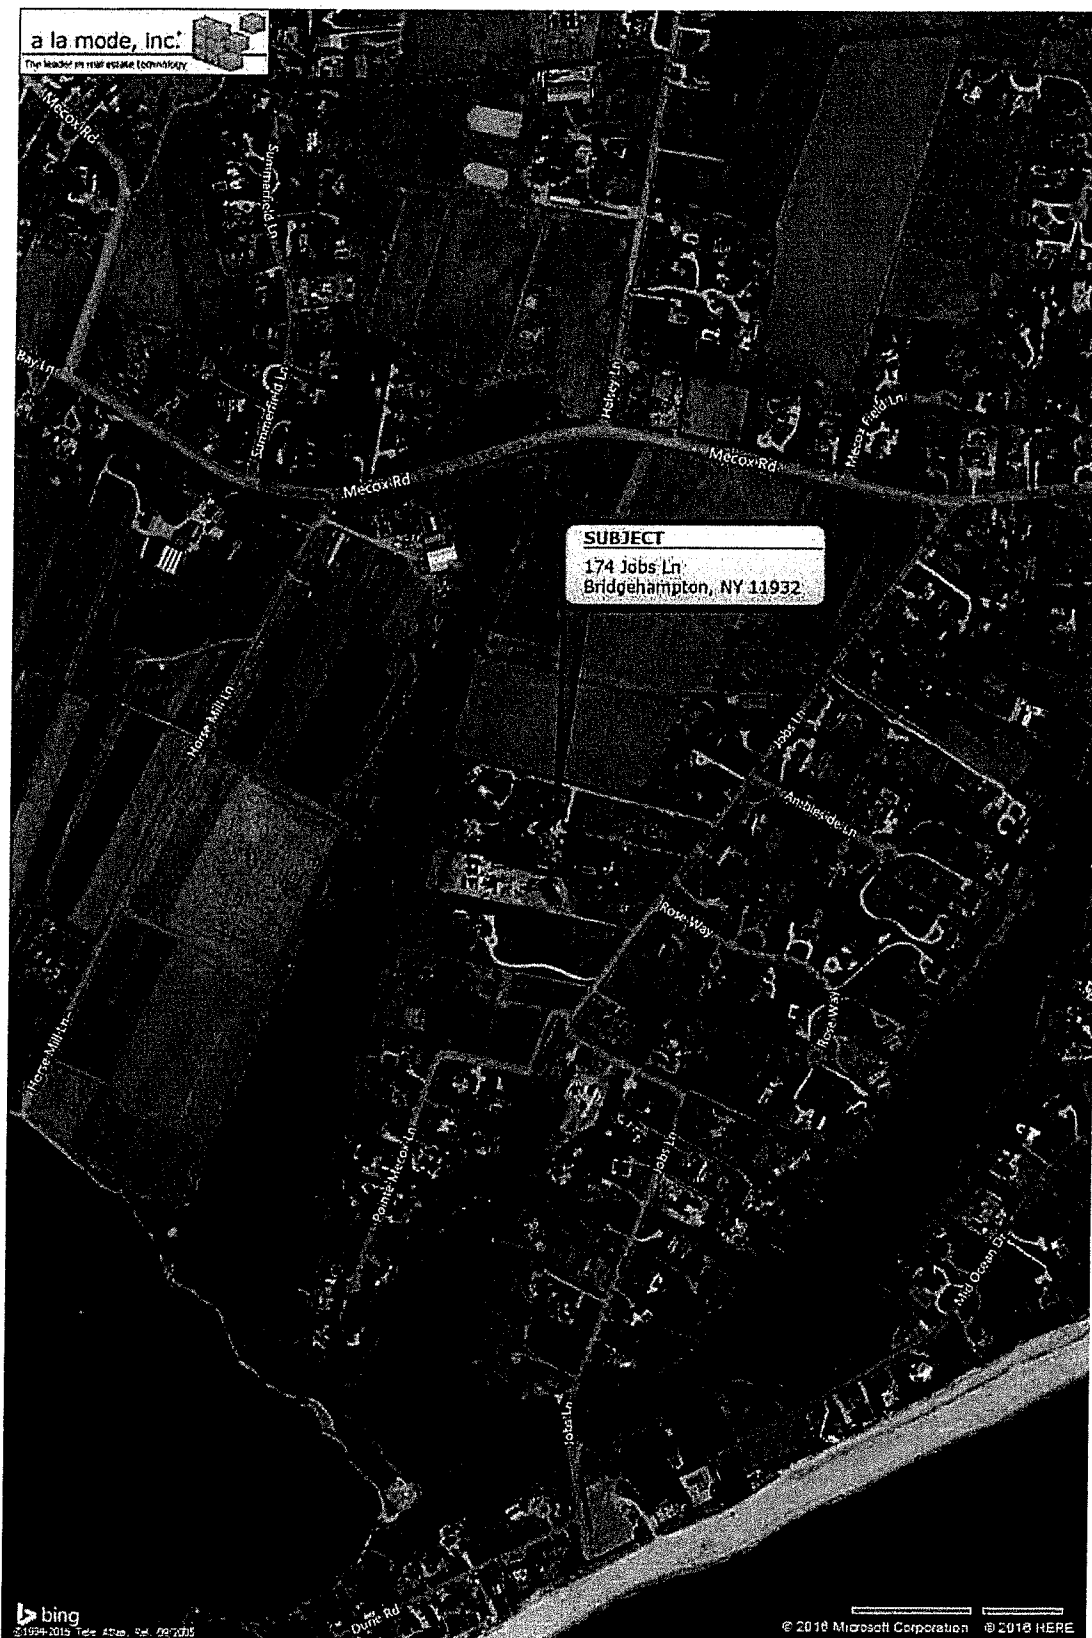 a la mode, inc.
The leader in real estate technology
Mecox Rd
Summerfield Ln
Bay Ln
Summerfield Ln
Halsey Ln
Mecox Field Ln
Mecox Rd
Mecox Rd
SUBJECT
174 Jobs Ln
Bridgehampton, NY 11932
Horse Mill Ln
Jobs Ln
Ambleside Ln
Rose Way
Rose Way
Horse Mill Ln
Pointe Mecox Ln
Jobs Ln
Mid Ocean Dr
Jobs Ln
Dune Rd
bing
© 2016 Microsoft Corporation © 2016 HERE